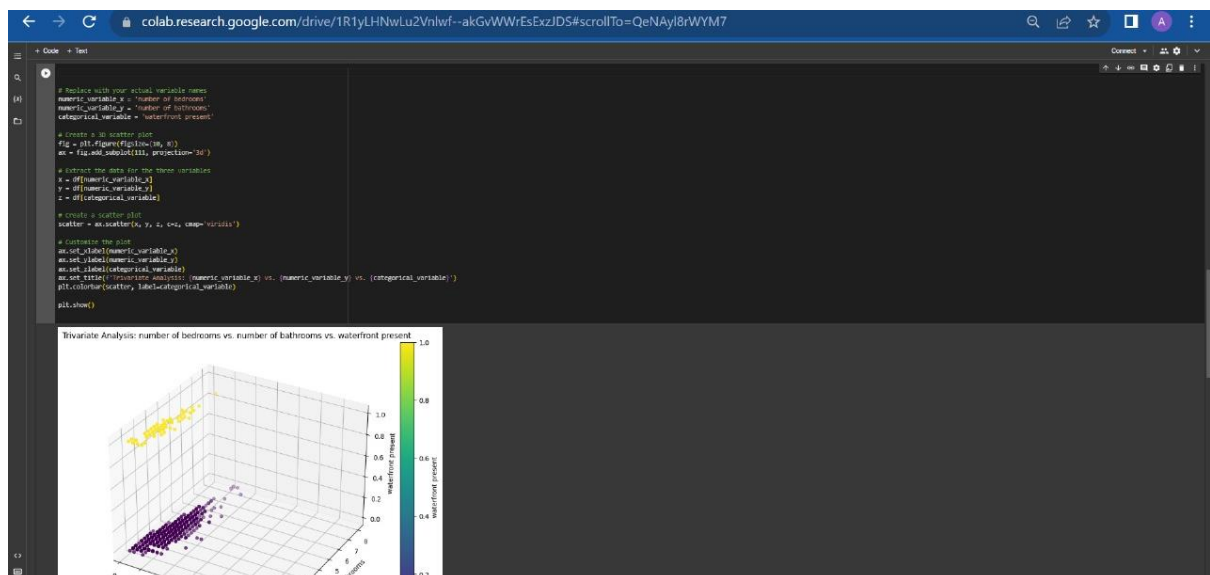 colab.research.google.com/drive/1R1yLHNwLu2Vnlwf--akGvWWrEsExzJDS#scrollTo=QeNAyl8rWYM7
A
+ Code + Text
Connect
{x}
# Replace with your actual variable names
numeric_variable_x = 'number of bedrooms'
numeric_variable_y = 'number of bathrooms'
categorical_variable = 'waterfront present'
# Create a 3D scatter plot
fig = plt.figure(figsize=(10, 8))
ax = fig.add_subplot(111, projection='3d')
# Extract the data for the three variables
x = df[numeric_variable_x]
y = df[numeric_variable_y]
z = df[categorical_variable]
# Create a scatter plot
scatter = ax.scatter(x, y, z, c=z, cmap='viridis')
# Customize the plot
ax.set_xlabel(numeric_variable_x)
ax.set_ylabel(numeric_variable_y)
ax.set_zlabel(categorical_variable)
ax.set_title(f'Trivariate Analysis: {numeric_variable_x} vs. {numeric_variable_y} vs. {categorical_variable}')
plt.colorbar(scatter, label=categorical_variable)
plt.show()
Trivariate Analysis: number of bedrooms vs. number of bathrooms vs. waterfront present
1.0
0.8
0.6
0.4
0.2
0.0
waterfront present
8
7
6
5
1.0
0.8
0.6
0.4
waterfront present